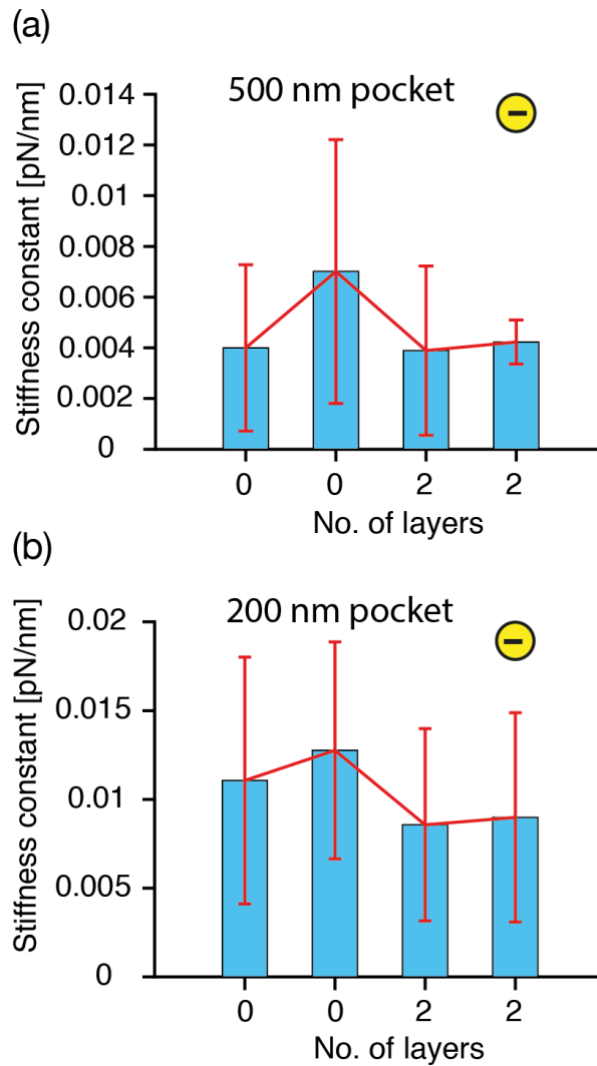 (a)
500 nm pocket
−
Stiffness constant [pN/nm]
0.014
0.012
0.01
0.008
0.006
0.004
0.002
0
0 0 2 2
No. of layers
(b)
200 nm pocket
−
Stiffness constant [pN/nm]
0.02
0.015
0.01
0.005
0
0 0 2 2
No. of layers